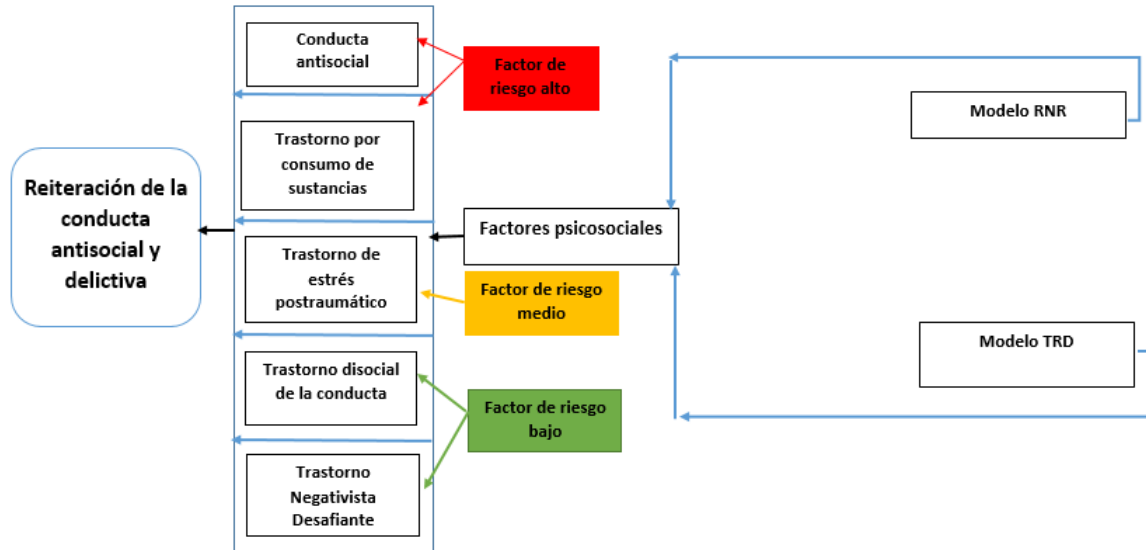 Reiteración de la
conducta
antisocial y
delictiva
Conducta
antisocial
Trastorno por
consumo de
sustancias
Trastorno de
estrés
postraumático
Trastorno disocial
de la conducta
Trastorno
Negativista
Desafiante
Factor de
riesgo alto
Factores psicosociales
Factor de riesgo
medio
Factor de riesgo
bajo
Modelo RNR
Modelo TRD